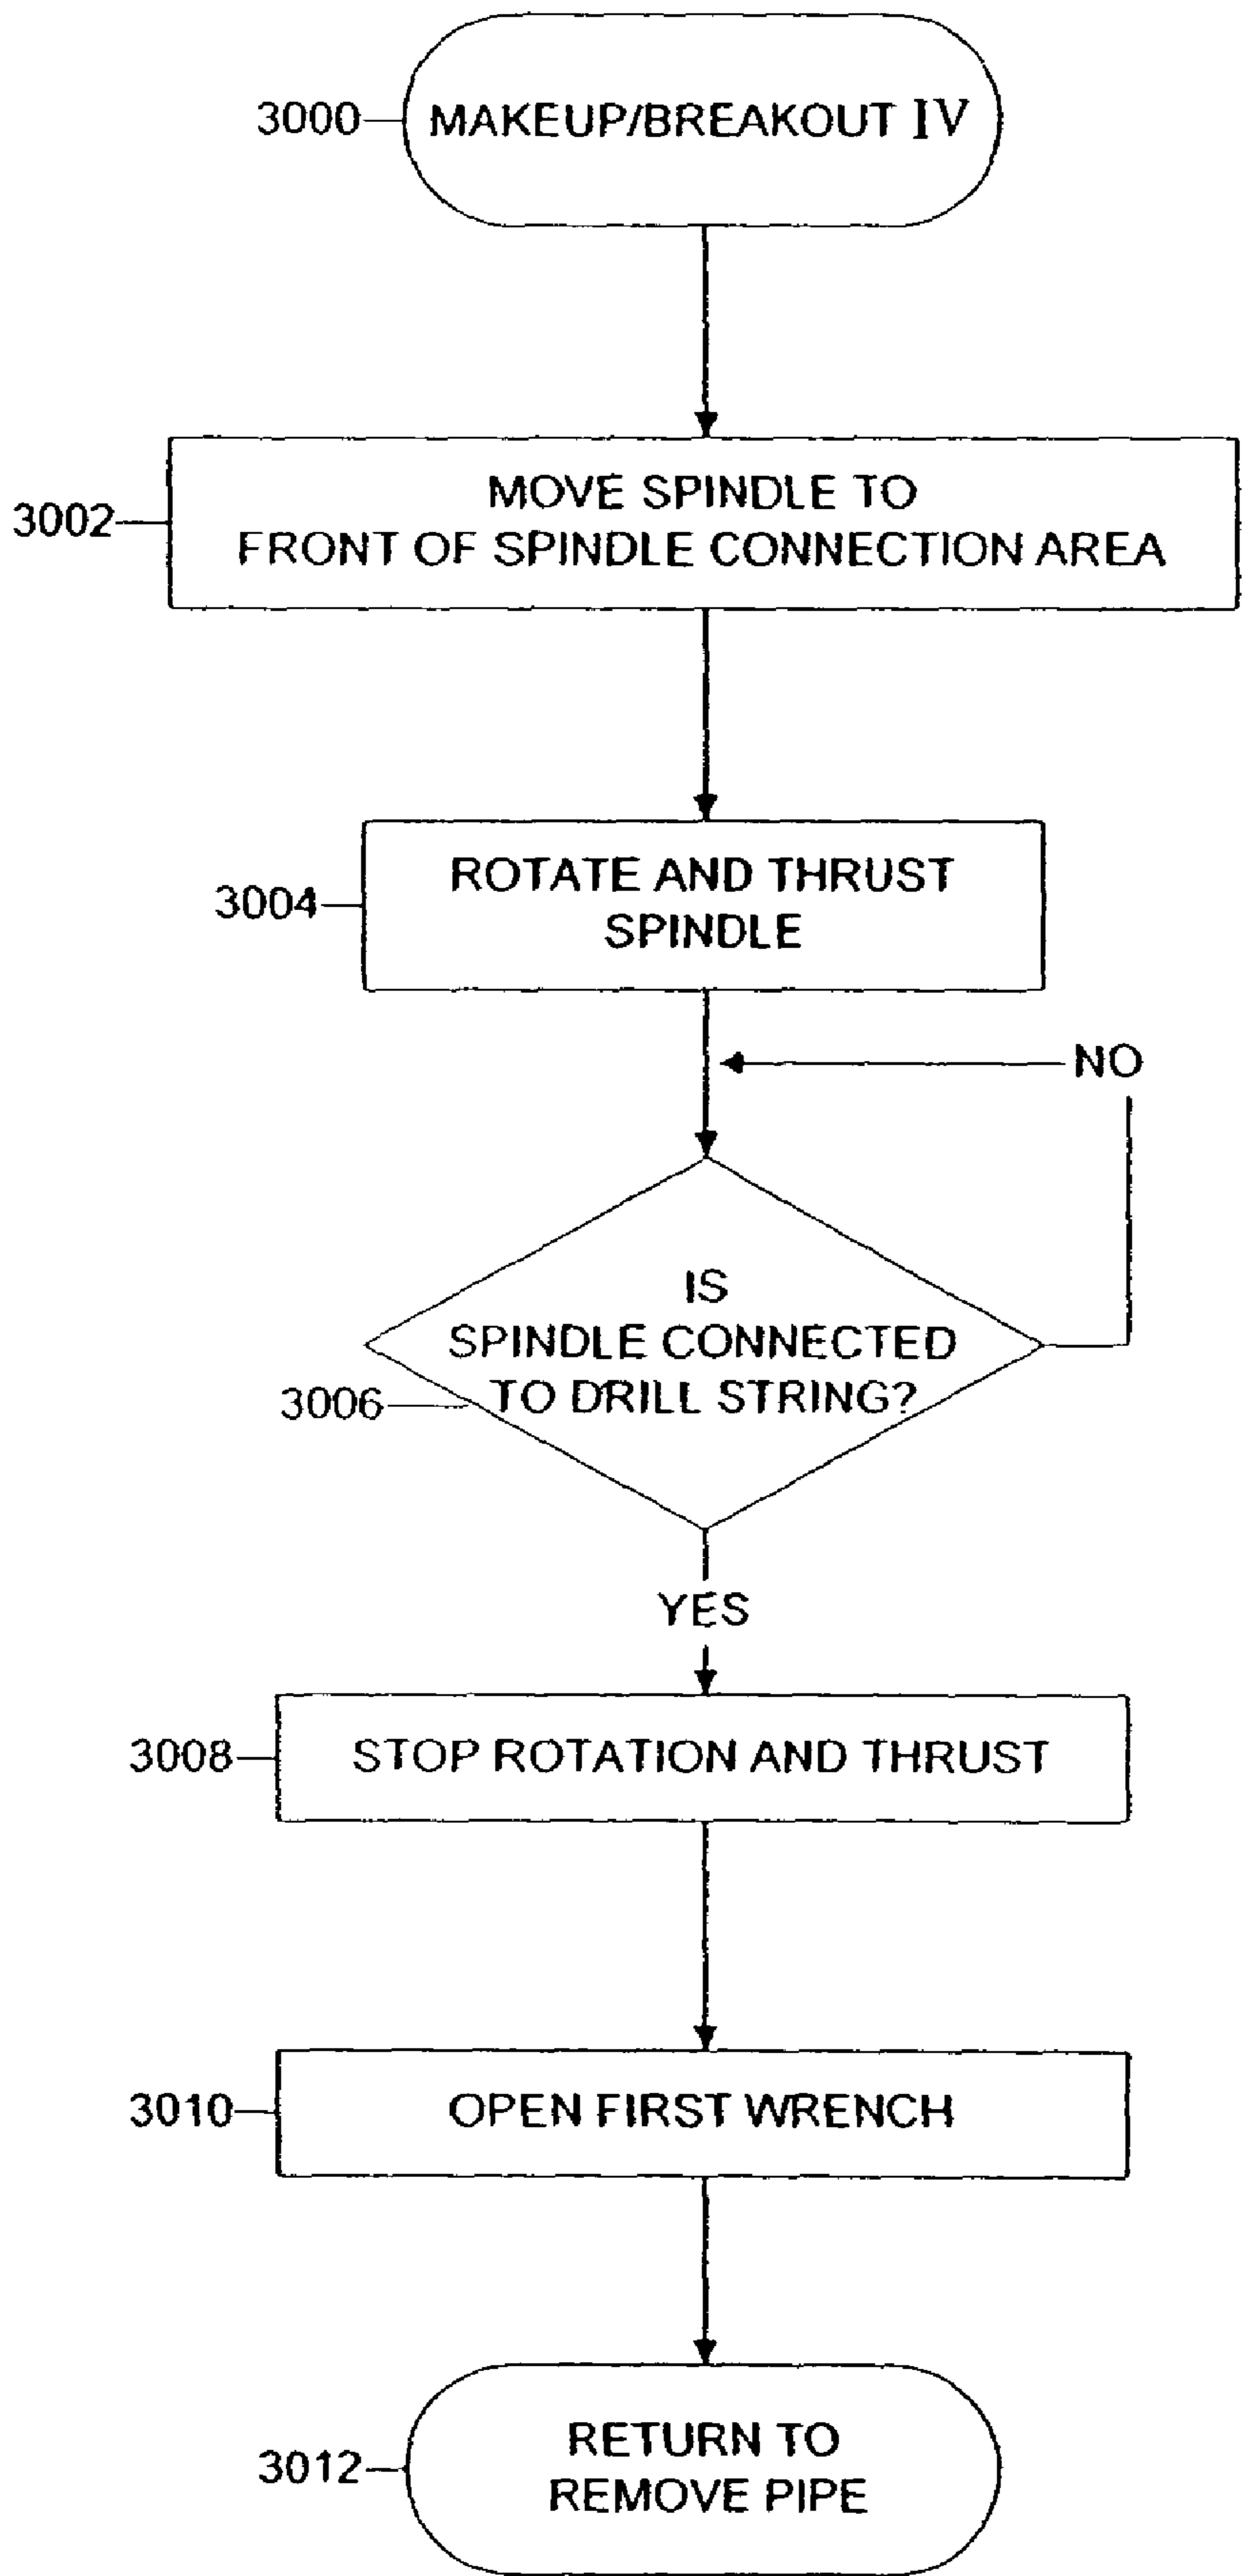 3000
MAKEUP/BREAKOUT IV
3002
MOVE SPINDLE TO
FRONT OF SPINDLE CONNECTION AREA
3004
ROTATE AND THRUST
SPINDLE
NO
IS
SPINDLE CONNECTED
TO DRILL STRING?
3006
YES
3008
STOP ROTATION AND THRUST
3010
OPEN FIRST WRENCH
3012
RETURN TO
REMOVE PIPE